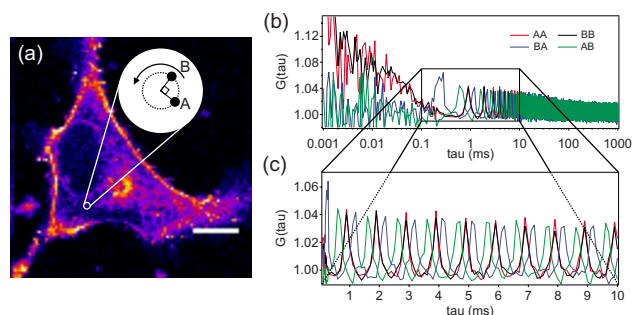 (a)
B
A
(b)
G(tau)
1.12
1.08
1.04
1.00
AA
BB
BA
AB
0.001
0.01
0.1
1
10
100
1000
tau (ms)
(c)
G(tau)
1.06
1.04
1.02
1.00
1 2 3 4 5 6 7 8 9 10
tau (ms)